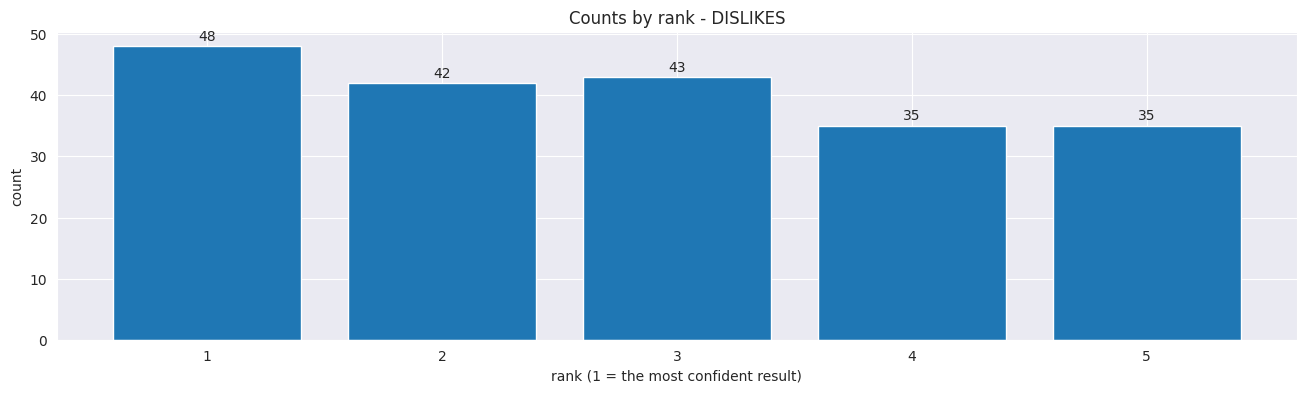 Counts by rank - DISLIKES
50
40
30
20
10
0
count
48
42
43
35
35
1 2 3 4 5
rank (1 = the most confident result)